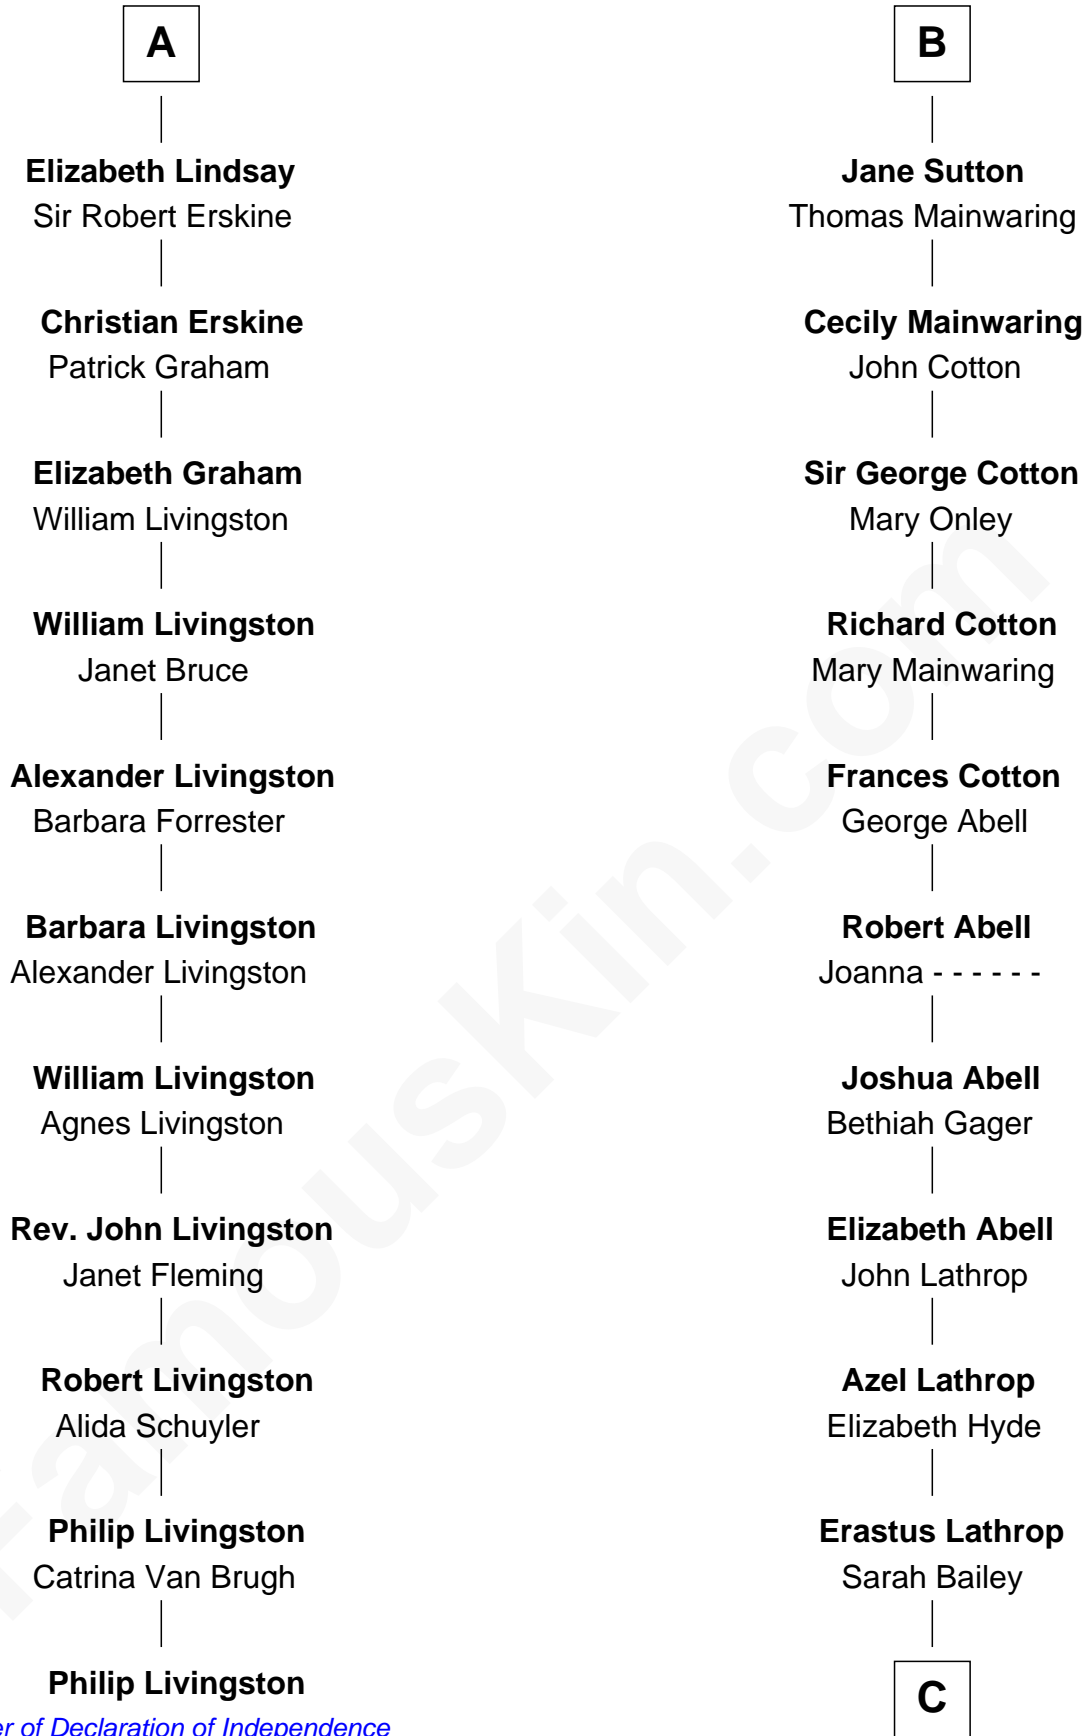 A
Elizabeth Lindsay
Sir Robert Erskine
Christian Erskine
Patrick Graham
Elizabeth Graham
William Livingston
William Livingston
Janet Bruce
Alexander Livingston
Barbara Forrester
Barbara Livingston
Alexander Livingston
William Livingston
Agnes Livingston
Rev. John Livingston
Janet Fleming
Robert Livingston
Alida Schuyler
Philip Livingston
Catrina Van Brugh
Philip Livingston
of Declaration of Independence
B
Jane Sutton
Thomas Mainwaring
Cecily Mainwaring
John Cotton
Sir George Cotton
Mary Onley
Richard Cotton
Mary Mainwaring
Frances Cotton
George Abell
Robert Abell
Joanna - - - - - -
Joshua Abell
Bethiah Gager
Elizabeth Abell
John Lathrop
Azel Lathrop
Elizabeth Hyde
Erastus Lathrop
Sarah Bailey
C
FamousKin.com